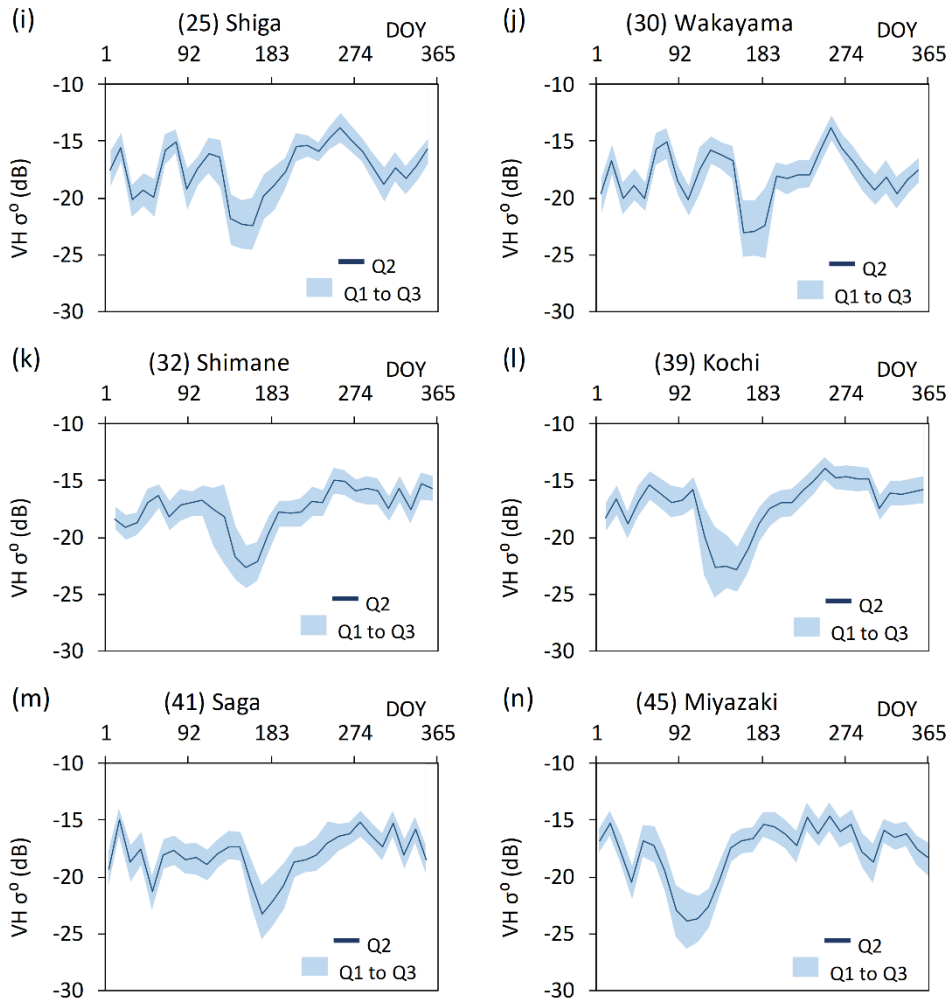 (i)
(25) Shiga DOY
1 92 183 274 365
-10
-15
-20
-25
-30
VH σ⁰ (dB)
Q2
Q1 to Q3
(j)
(30) Wakayama DOY
1 92 183 274 365
-10
-15
-20
-25
-30
VH σ⁰ (dB)
Q2
Q1 to Q3
(k)
(32) Shimane DOY
1 92 183 274 365
-10
-15
-20
-25
-30
VH σ⁰ (dB)
Q2
Q1 to Q3
(l)
(39) Kochi DOY
1 92 183 274 365
-10
-15
-20
-25
-30
VH σ⁰ (dB)
Q2
Q1 to Q3
(m)
(41) Saga DOY
1 92 183 274 365
-10
-15
-20
-25
-30
VH σ⁰ (dB)
Q2
Q1 to Q3
(n)
(45) Miyazaki DOY
1 92 183 274 365
-10
-15
-20
-25
-30
VH σ⁰ (dB)
Q2
Q1 to Q3